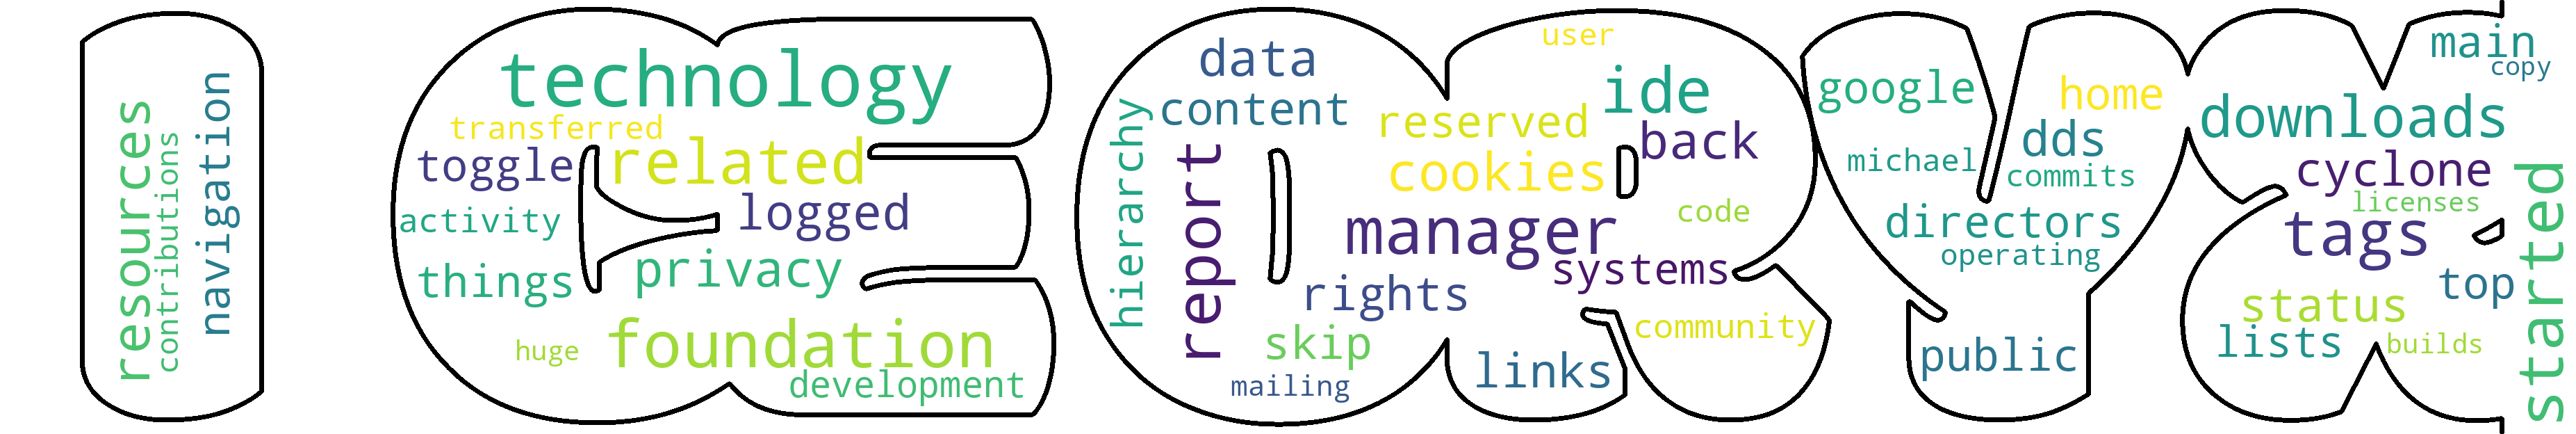 resources
contributions
navigation
technology
transferred
toggle
related
activity
logged
things
privacy
huge
foundation
development
hierarchy
data
content
report
skip
mailing
rights
reserved
cookies
manager
links
user
ide
back
code
systems
community
google
michael
home
dds
commits
directors
operating
public
main
copy
downloads
cyclone
licenses
tags
top
status
lists
builds
started